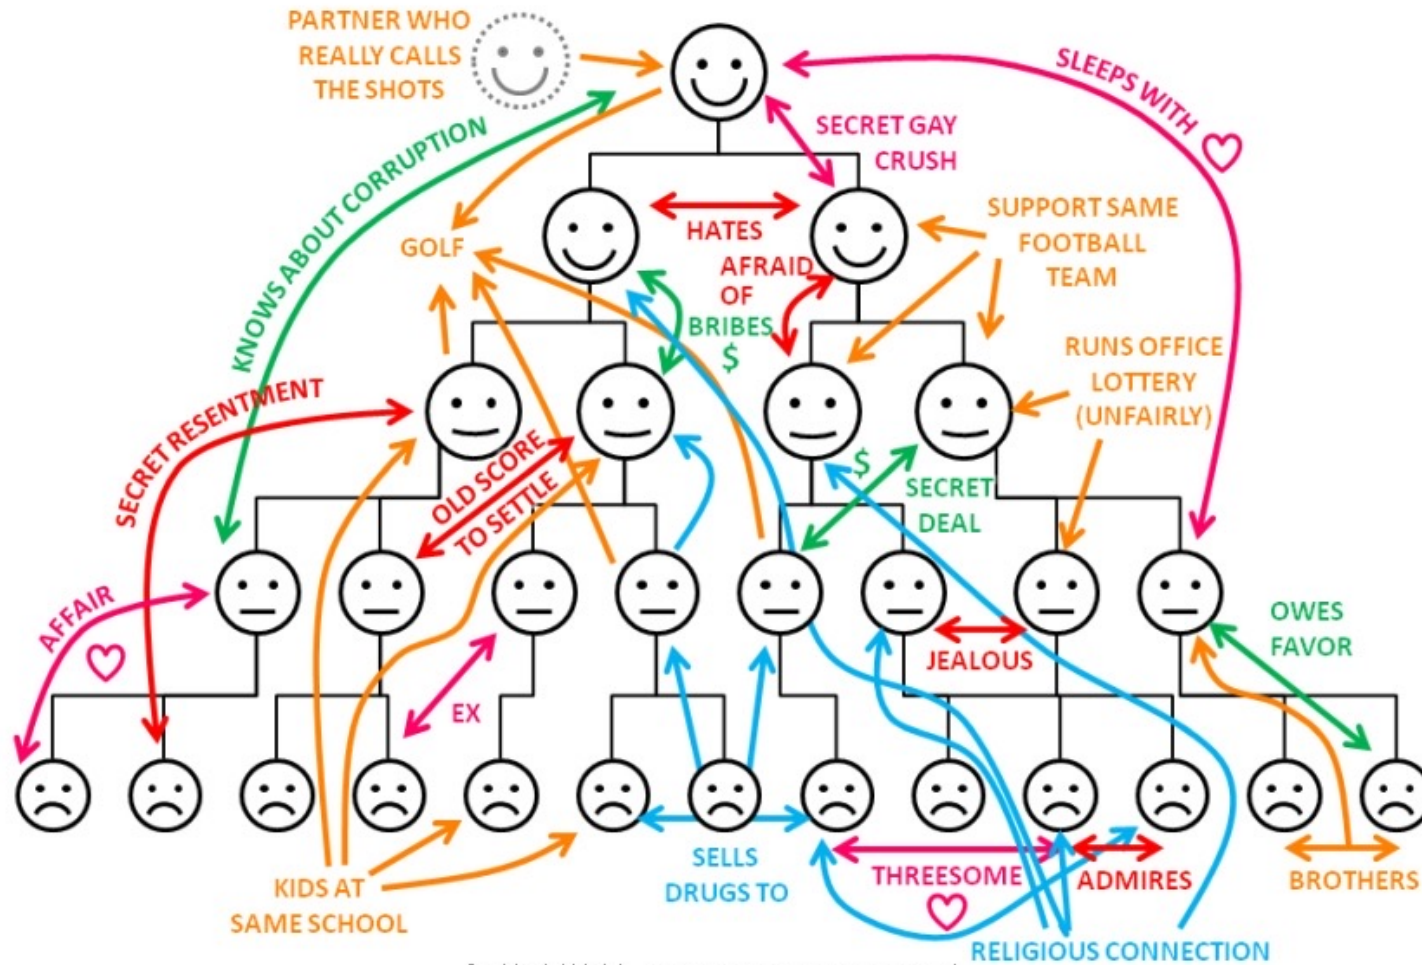 PARTNER WHO
REALLY CALLS
THE SHOTS
SLEEPS WITH
SECRET GAY
CRUSH
KNOWS ABOUT CORRUPTION
HATES
GOLF
SUPPORT SAME
FOOTBALL
TEAM
AFRAID
OF
BRIBES
$
RUNS OFFICE
LOTTERY
(UNFAIRLY)
SECRET RESENTMENT
OLD SCORE
TO SETTLE
$
SECRET
DEAL
AFFAIR
JEALOUS
OWES
FAVOR
EX
SELLS
DRUGS TO
THREESOME
ADMIRES
BROTHERS
KIDS AT
SAME SCHOOL
RELIGIOUS CONNECTION